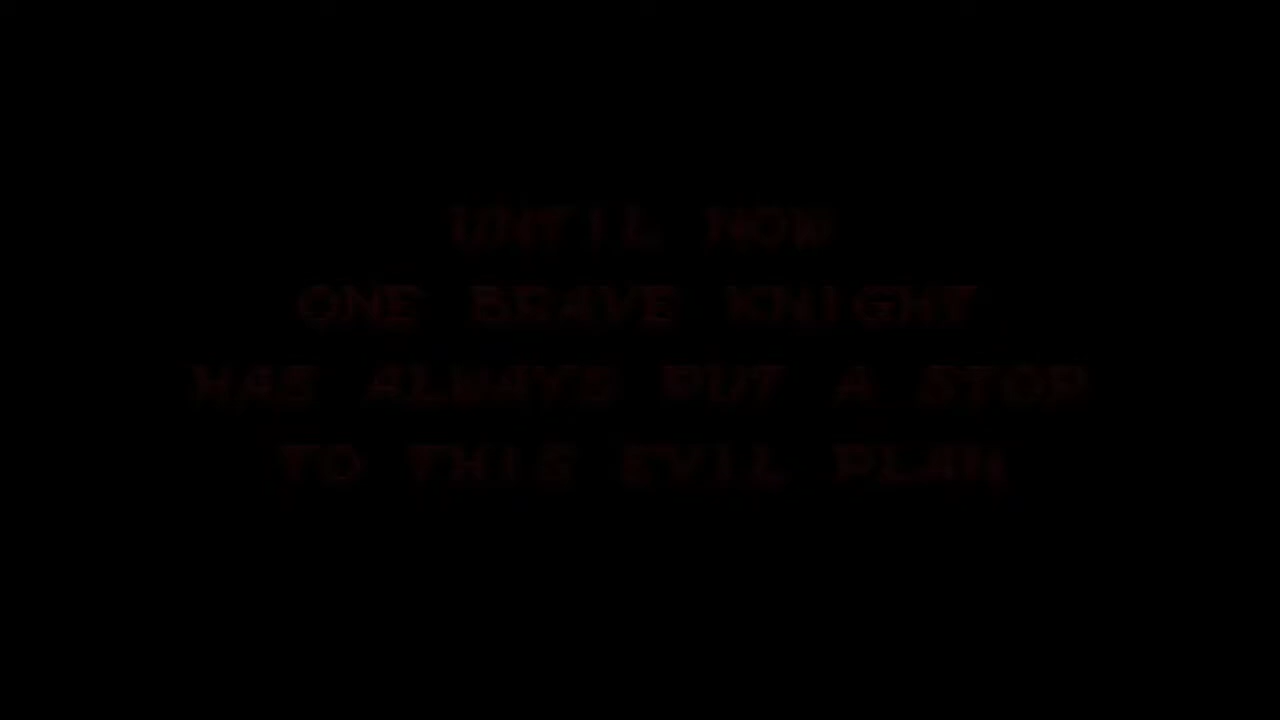 UNTIL NOW
ONE BRAVE KNIGHT
HAS ALWAYS PUT A STOP
TO THIS EVIL PLAN